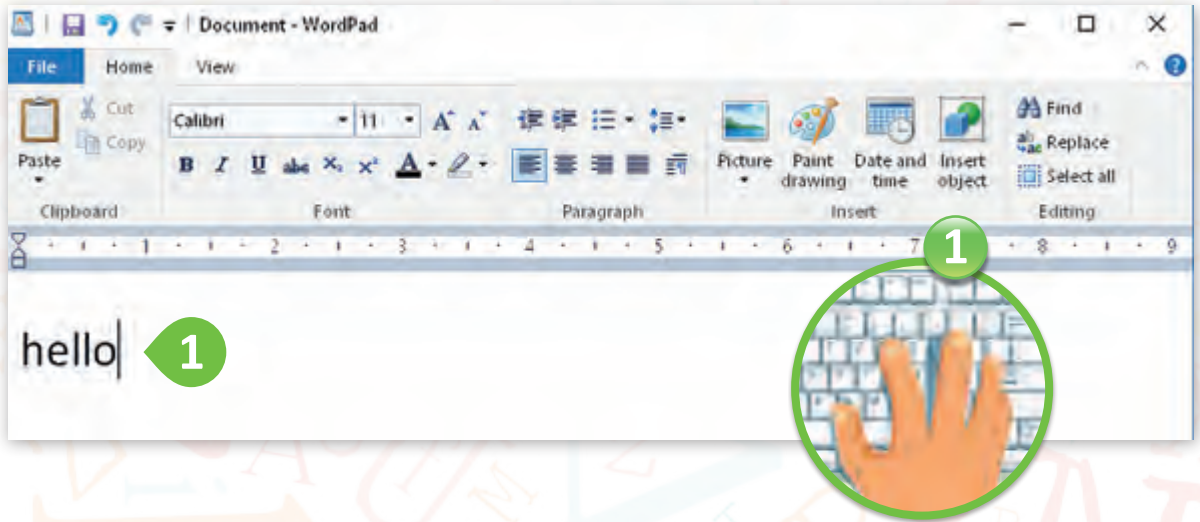 Document - WordPad
File Home View
Cut
Copy
Paste
Calibri 11 A A
B I U abc X₂ X² A
Picture Paint drawing Date and time Insert object
Find
Replace
Select all
Clipboard Font Paragraph Insert Editing
1 2 3 4 5 6 7 8 9
1
hello 1